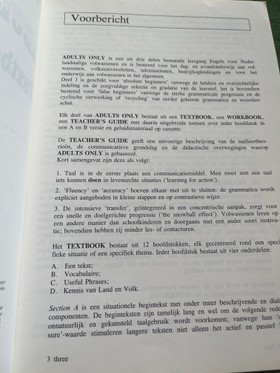 Voorbericht
ADULTS ONLY is een uit drie delen bestaande leergang Engels voor Neder-
landstalige volwassenen en is bestemd voor het dag- en avondonderwijs aan vol-
wassenen, volksuniversiteiten, taleninstituten, bedrijfsopleidingen en voor het
onderwijs aan volwassenen in het algemeen.
Deel 1 is geschikt voor 'absolute beginners' vanwege de heldere en overzichtelijke
indeling en de zorgvuldige selectie en gradatie van de leerstof; het is bovendien
bestemd voor 'false beginners' vanwege de sterke grammaticale progressie en de
cyclische verwerking of 'recycling' van eerder geleerde grammatica en woorden-
schat.
Elk deel van ADULTS ONLY bestaat uit een TEXTBOOK, een WORKBOOK,
een TEACHER'S GUIDE met daarin uitgebreide toetsen over ieder hoofdstuk in
een A en B versie en geluidsmateriaal op cassette.
De TEACHER'S GUIDE geeft een uitvoerige beschrijving van de taalleertheo-
rieën, de communicatieve grondslag en de didactische overwegingen waarop
ADULTS ONLY is gebaseerd.
Kort samengevat zijn deze als volgt:
1. Taal is in de eerste plaats een communicatiemiddel. Men moet met een taal
iets kunnen doen in levensechte situaties ('learning for action').
2. 'Fluency' en 'accuracy' hoeven elkaar niet uit te sluiten: de grammatica wordt
expliciet aangeboden in kleine stappen en op contrastieve wijze.
3. De intensieve 'transfer', geïntegreerd in een concentrische aanpak, zorgt voor
een snelle en doelgerichte progressie ('the snowball effect'). Volwassenen leren op
een andere manier dan schoolkinderen en doorgaans met een ander soort motiva-
tie; bovendien hebben zij minder les- of contacturen.
Het TEXTBOOK bestaat uit 12 hoofdstukken, elk gecentreerd rond een speci-
fieke situatie of een specifiek thema. Ieder hoofdstuk bestaat uit vier onderdelen:
A. Een tekst;
B. Vocabulaire;
C. Useful Phrases;
D. Kennis van Land en Volk.
Section A is een situationele begintekst met onder meer beschrijvende en dialoog-
componenten. De beginteksten zijn tamelijk lang en wel om de volgende redenen:
onnatuurlijk en gekunsteld taalgebruik wordt voorkomen; vanwege hun
sure'-waarde stimuleren langere teksten niet alleen het actief en passief
3 three